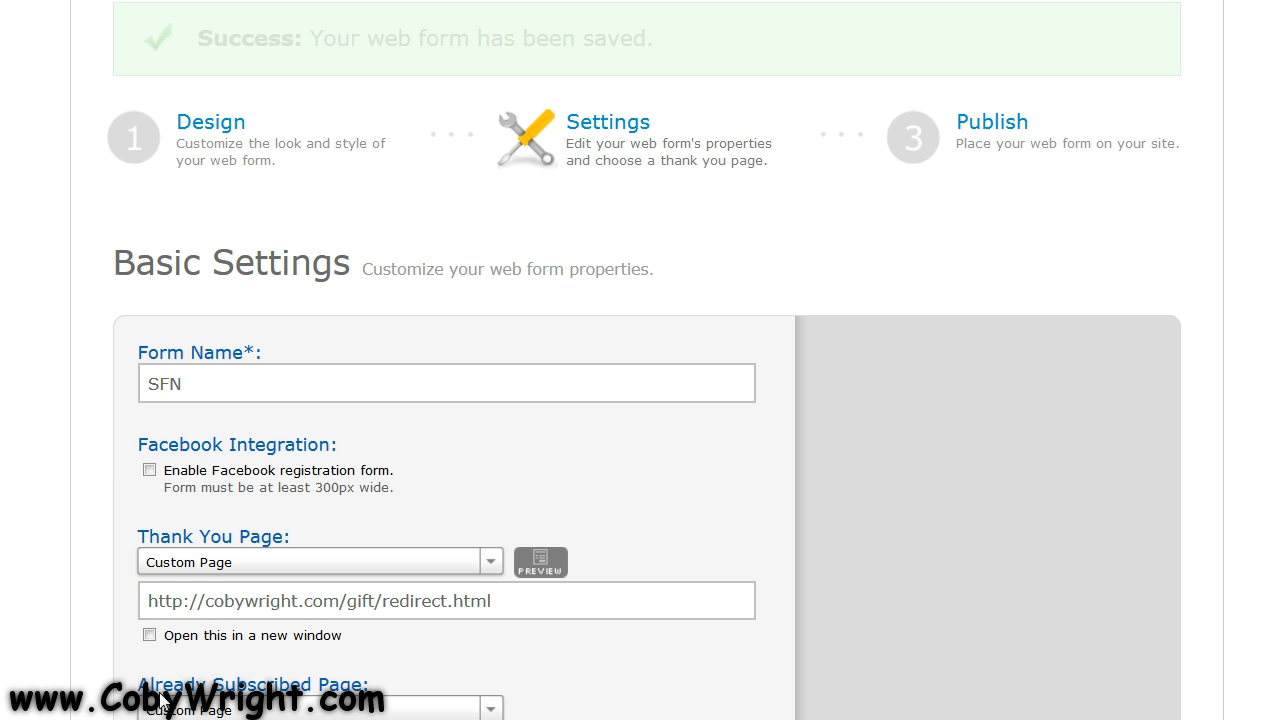 Success: Your web form has been saved.
1
Design
Customize the look and style of
your web form.
Settings
Edit your web form's properties
and choose a thank you page.
3
Publish
Place your web form on your site.
Basic Settings Customize your web form properties.
Form Name*:
SFN
Facebook Integration:
Enable Facebook registration form.
Form must be at least 300px wide.
Thank You Page:
Custom Page
PREVIEW
http://cobywright.com/gift/redirect.html
Open this in a new window
Already Subscribed Page:
www.CobyWright.com
Custom Page